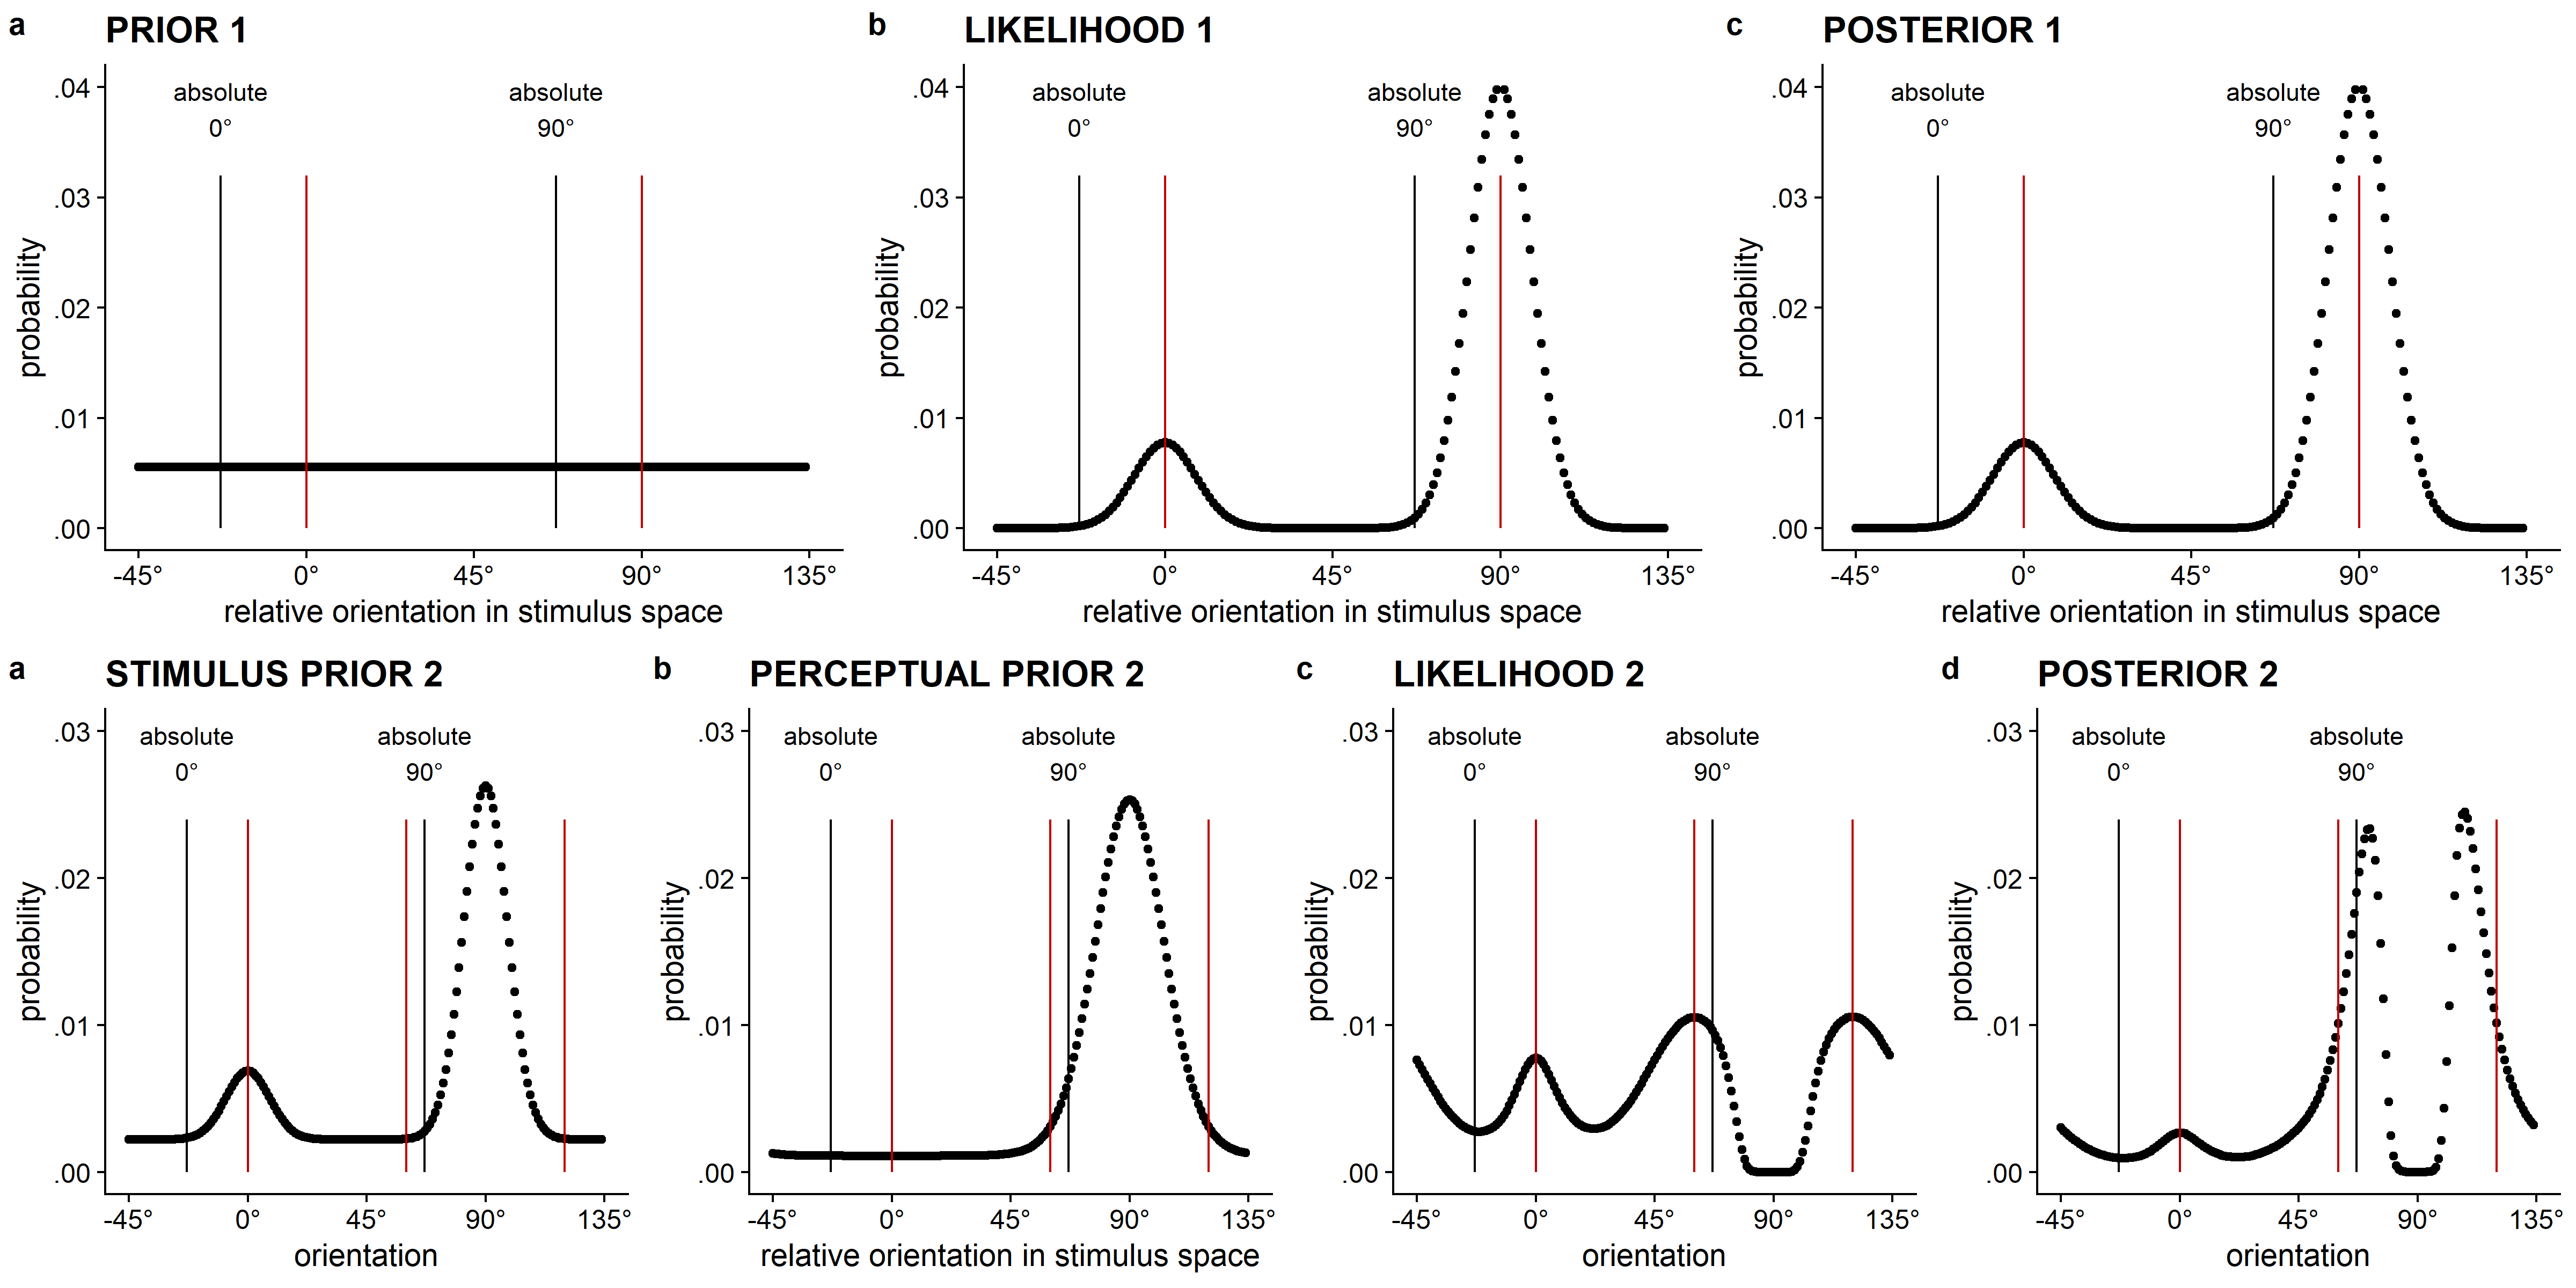 a PRIOR 1
.04
.03
.02
.01
.00
absolute
0°
absolute
90°
probability
-45° 0° 45° 90° 135°
relative orientation in stimulus space
b LIKELIHOOD 1
.04
.03
.02
.01
.00
absolute
0°
absolute
90°
probability
-45° 0° 45° 90° 135°
relative orientation in stimulus space
c POSTERIOR 1
.04
.03
.02
.01
.00
absolute
0°
absolute
90°
probability
-45° 0° 45° 90° 135°
relative orientation in stimulus space
a STIMULUS PRIOR 2
.03
.02
.01
.00
absolute
0°
absolute
90°
probability
-45° 0° 45° 90° 135°
orientation
b PERCEPTUAL PRIOR 2
.03
.02
.01
.00
absolute
0°
absolute
90°
probability
-45° 0° 45° 90° 135°
relative orientation in stimulus space
c LIKELIHOOD 2
.03
.02
.01
.00
absolute
0°
absolute
90°
probability
-45° 0° 45° 90° 135°
orientation
d POSTERIOR 2
.03
.02
.01
.00
absolute
0°
absolute
90°
probability
-45° 0° 45° 90° 135°
orientation